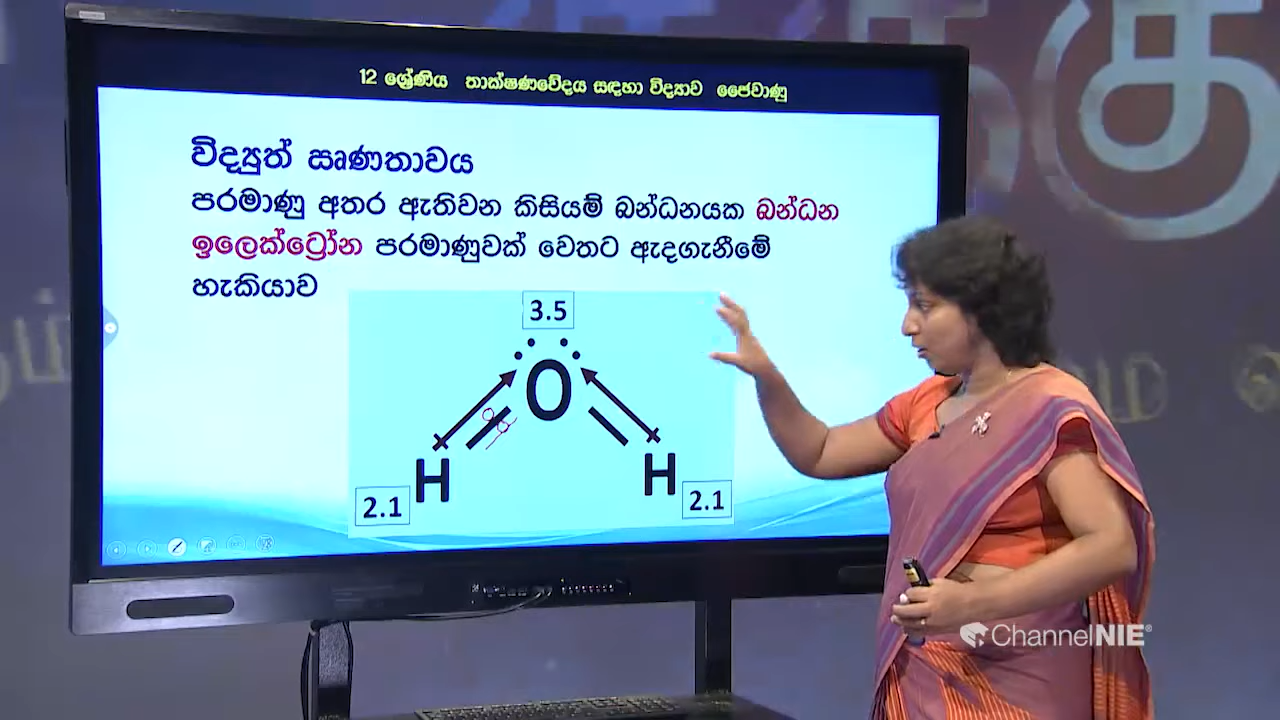 12 ශ්‍රේණිය තාක්ෂණවේදය සඳහා විද්‍යාව ජෛවාණු
විද්‍යුත් ඍණතාවය
පරමාණු අතර ඇතිවන කිසියම් බන්ධනයක බන්ධන
ඉලෙක්ට්‍රෝන පරමාණුවක් වෙතට ඇදගැනීමේ
හැකියාව
3.5
O
H
H
2.1
2.1
ChannelNIE